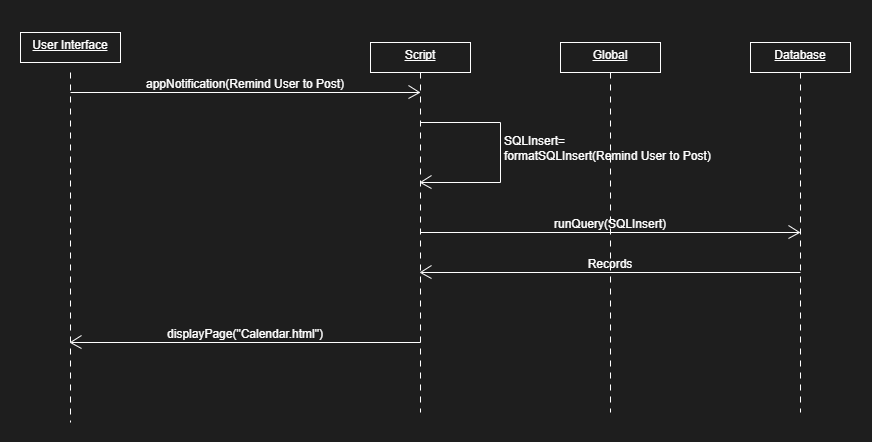 User Interface
Script
Global
Database
appNotification(Remind User to Post)
SQLInsert=
formatSQLInsert(Remind User to Post)
runQuery(SQLInsert)
Records
displayPage("Calendar.html")